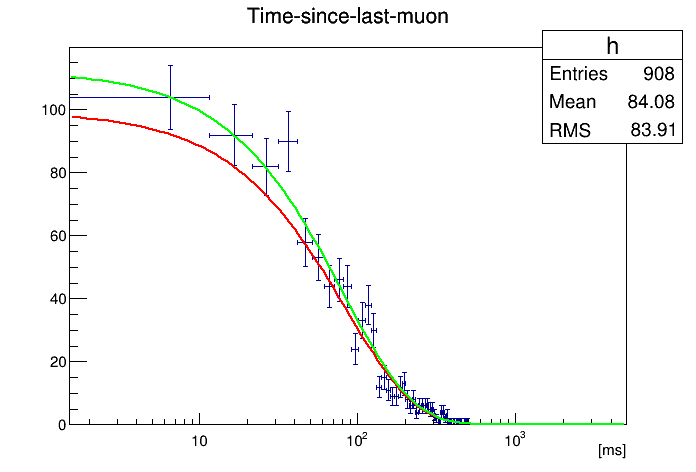 Time-since-last-muon
h
Entries 908
Mean 84.08
RMS 83.91
100
80
60
40
20
0
10 10² 10³
[ms]